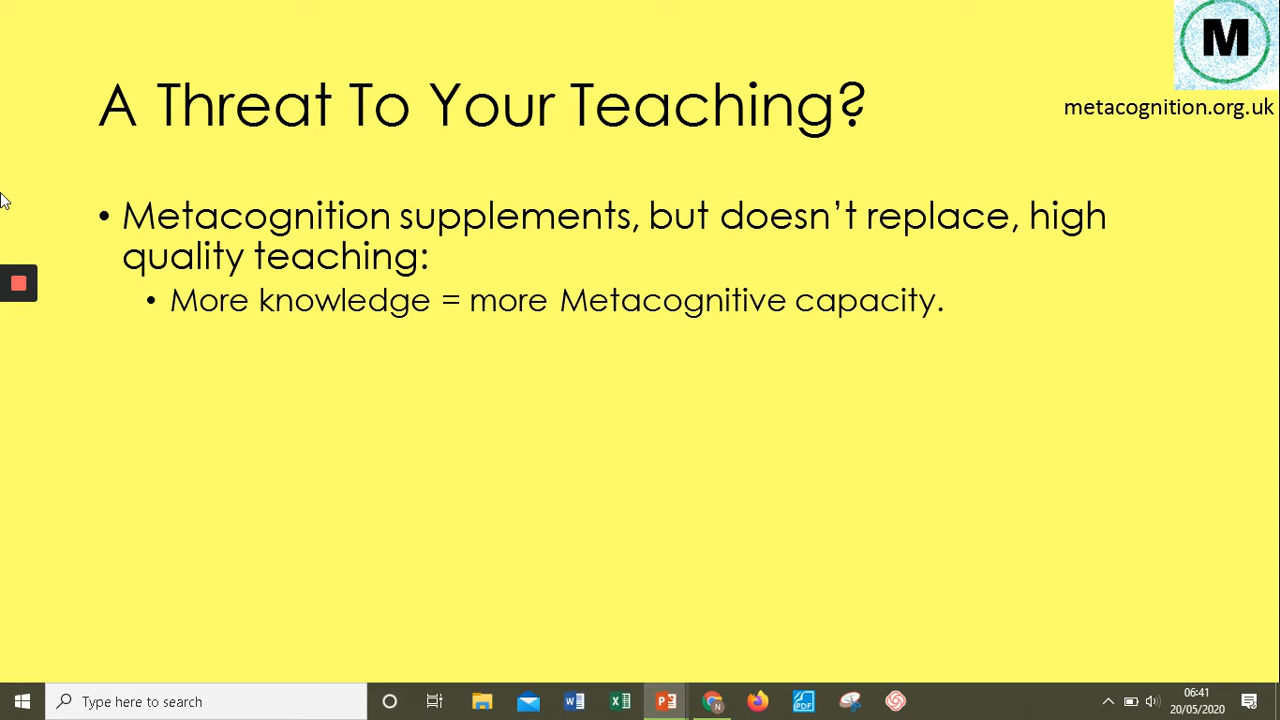 M
A Threat To Your Teaching?
metacognition.org.uk
• Metacognition supplements, but doesn’t replace, high
quality teaching:
• More knowledge = more Metacognitive capacity.
Type here to search
06:41
20/05/2020